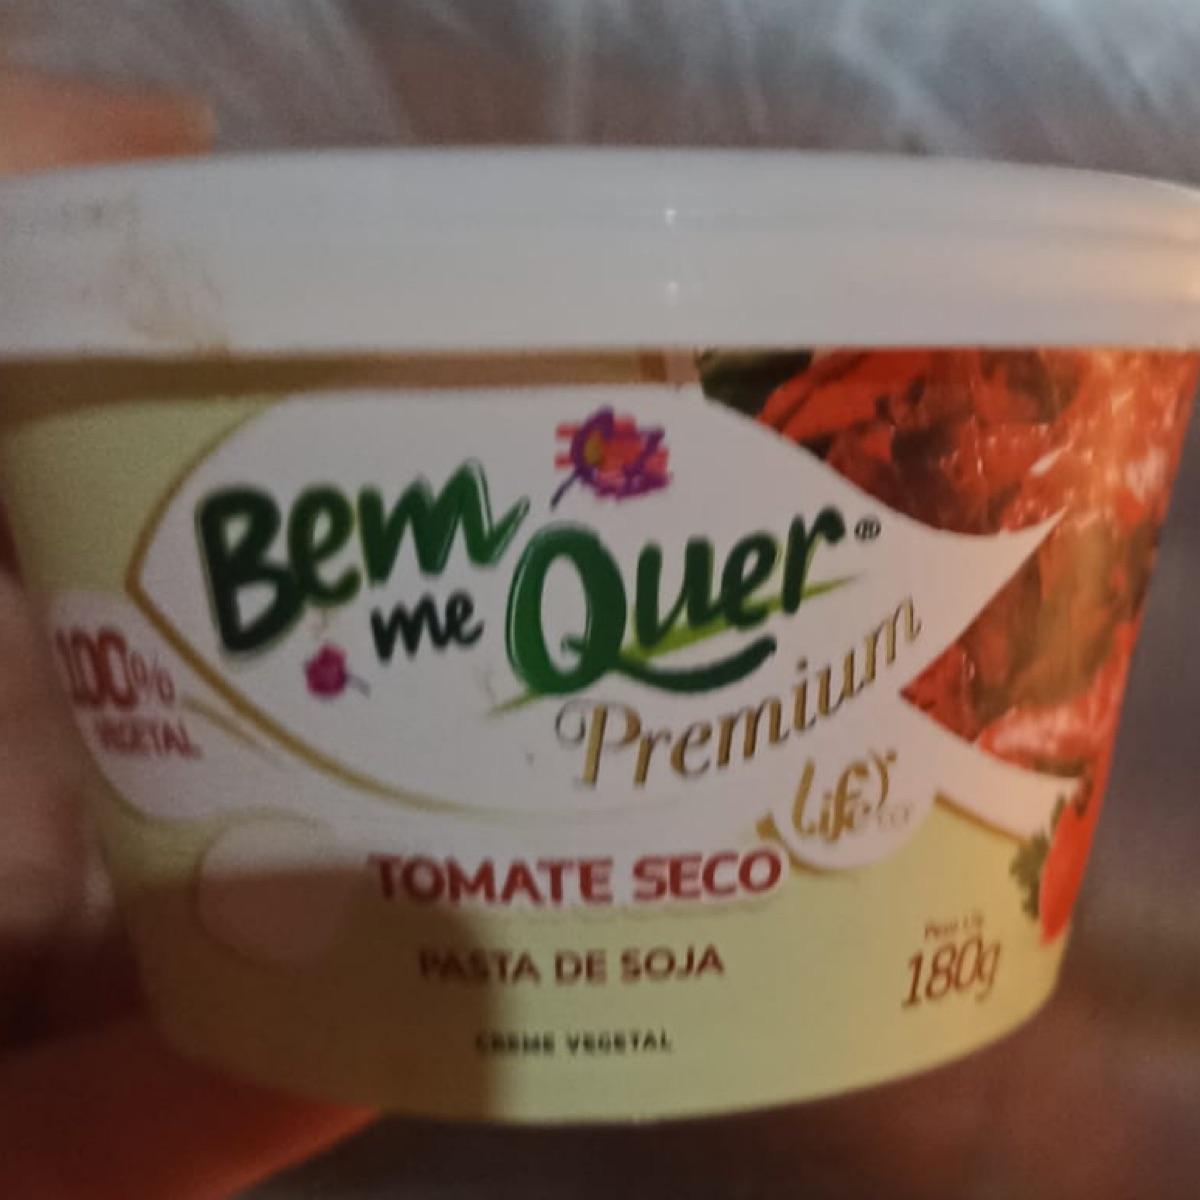 Bem
me Quer®
Premium
Life
100%
VEGETAL
TOMATE SECO
PASTA DE SOJA
CREME VEGETAL
180g